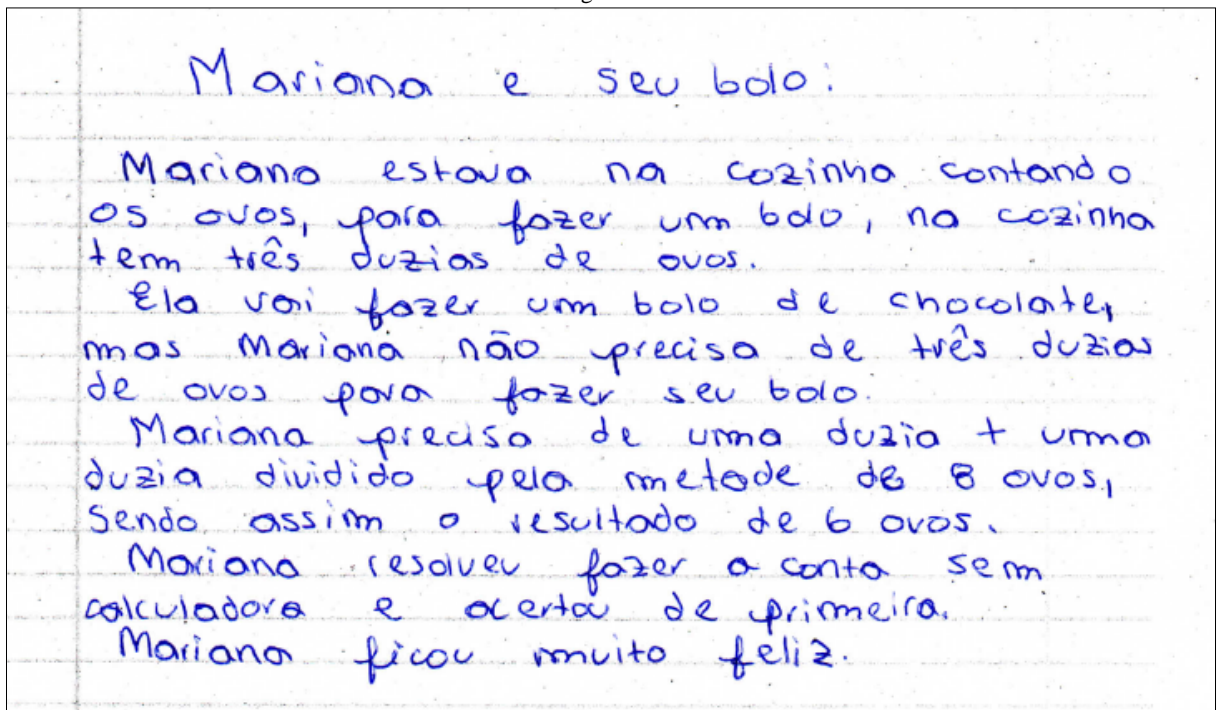 Mariana e seu bolo:
Mariana estava na cozinha contando
os ovos, para fazer um bolo, na cozinha
tem três duzias de ovos.
Ela vai fazer um bolo de chocolate,
mas Mariana não precisa de três duzias
de ovos para fazer seu bolo.
Mariana precisa de uma duzia + uma
duzia dividido pela metade de 8 ovos,
sendo assim o resultado de 6 ovos.
Mariana resolveu fazer a conta sem
calculadora e acertou de primeira.
Mariana ficou muito feliz.